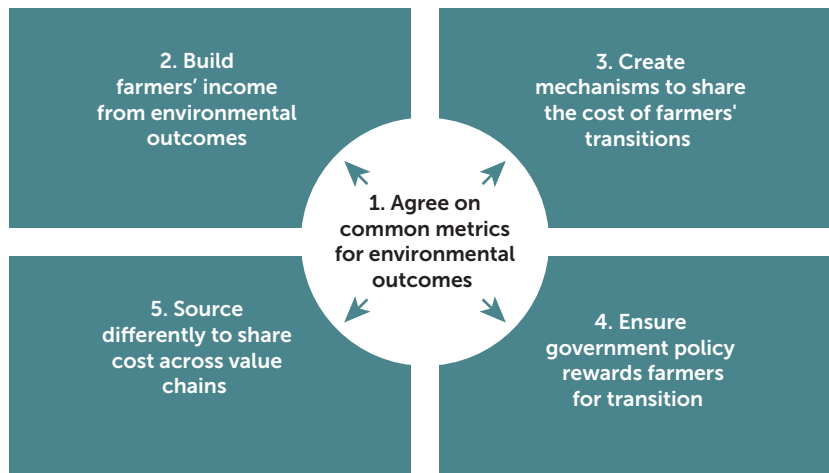 2. Build
farmers’ income
from environmental
outcomes
3. Create
mechanisms to share
the cost of farmers'
transitions
1. Agree on
common metrics
for environmental
outcomes
5. Source
differently to share
cost across value
chains
4. Ensure
government policy
rewards farmers
for transition